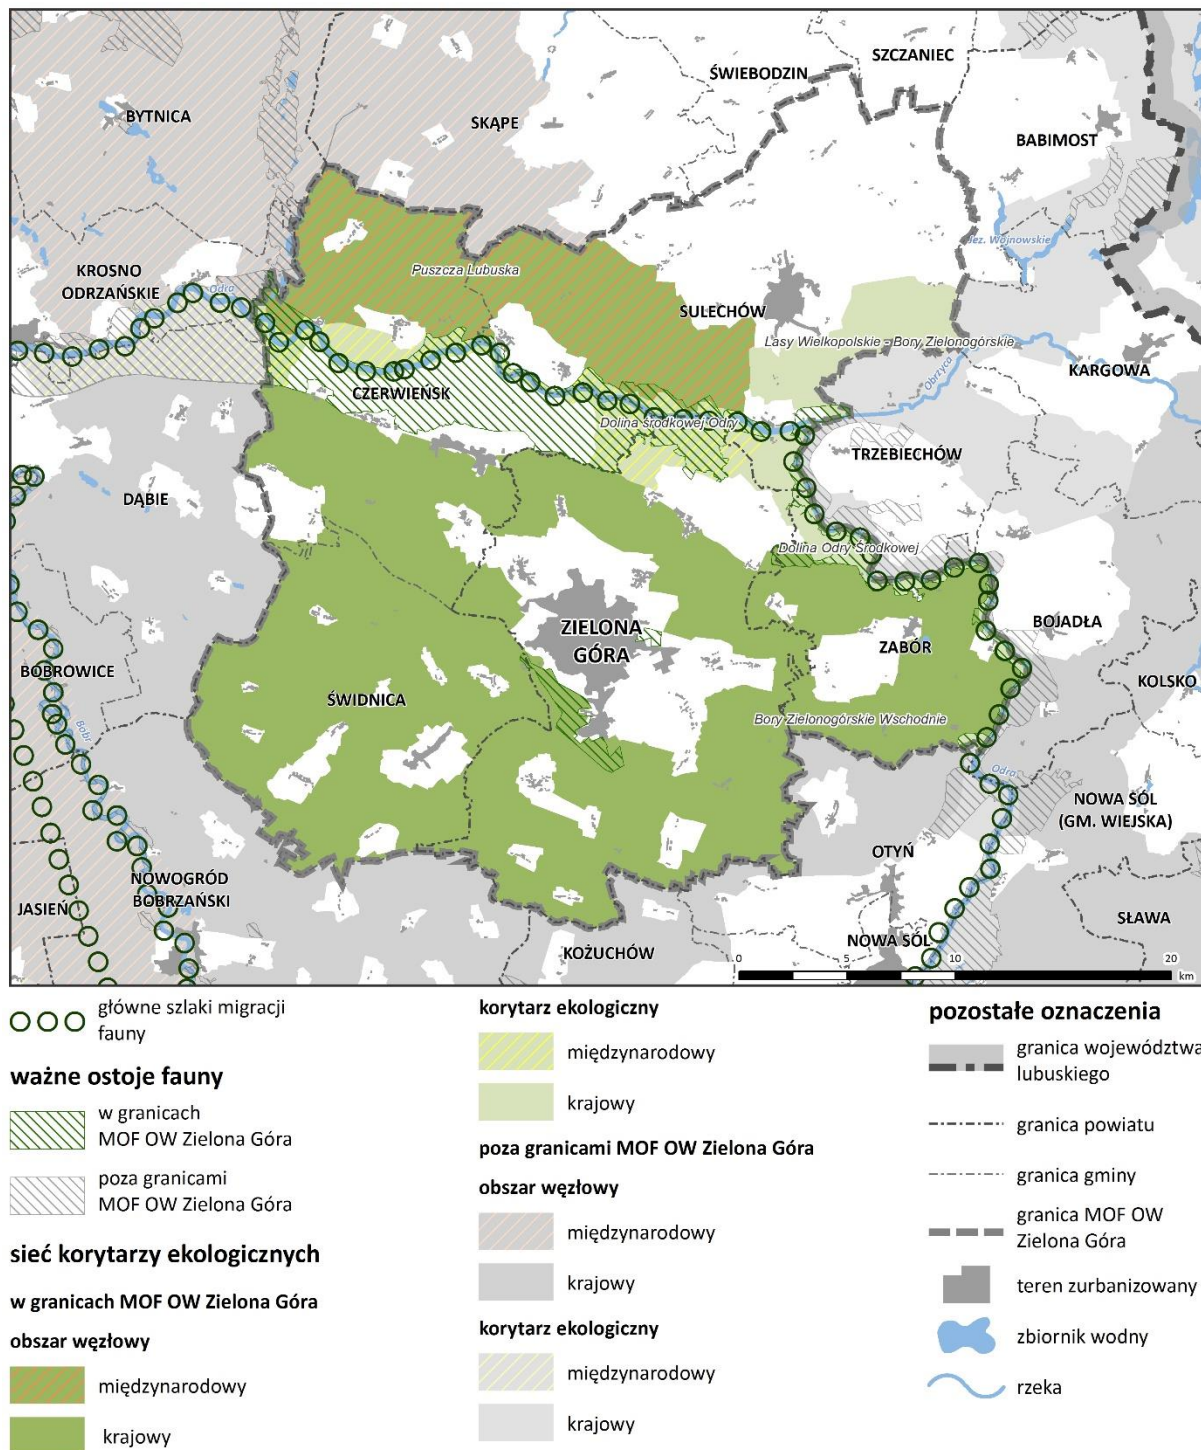 SZCZANIEC
ŚWIEBODZIN
BYTNICA
SKĄPE
BABIMOST
Jez. Wojnowskie
KROSNO
ODRZAŃSKIE
Odra
Puszcza Lubuska
SULECHÓW
Lasy Wielkopolskie - Bory Zielonogórskie
KARGOWA
Obrzyca
CZERWIEŃSK
Dolina środkowej Odry
TRZEBIECHÓW
DĄBIE
Dolina Odry Środkowej
ZIELONA
GÓRA
BOJADŁA
ZABÓR
BOBROWICE
KOLSKO
ŚWIDNICA
Bory Zielonogórskie Wschodnie
Bóbr
Odra
NOWA SÓL
(GM. WIEJSKA)
OTYŃ
NOWOGRÓD
BOBRZAŃSKI
JASIEŃ
SŁAWA
KOŻUCHÓW
NOWA SÓL
0 5 10 20
km
główne szlaki migracji
fauny
ważne ostoje fauny
w granicach
MOF OW Zielona Góra
poza granicami
MOF OW Zielona Góra
sieć korytarzy ekologicznych
w granicach MOF OW Zielona Góra
obszar węzłowy
międzynarodowy
krajowy
korytarz ekologiczny
międzynarodowy
krajowy
poza granicami MOF OW Zielona Góra
obszar węzłowy
międzynarodowy
krajowy
korytarz ekologiczny
międzynarodowy
krajowy
pozostałe oznaczenia
granica województwa
lubuskiego
granica powiatu
granica gminy
granica MOF OW
Zielona Góra
teren zurbanizowany
zbiornik wodny
rzeka